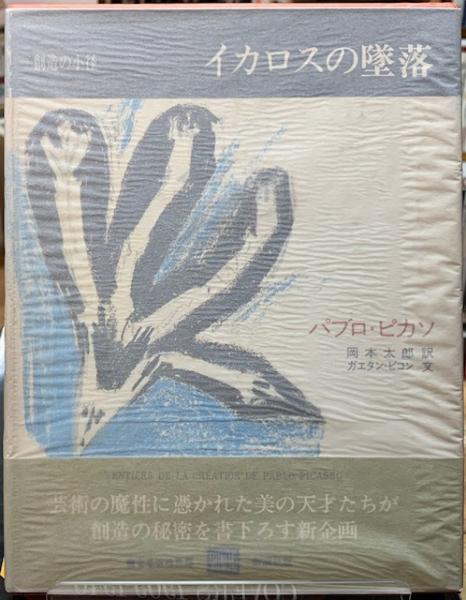 創造の小径
イカロスの墜落
パブロ・ピカソ
岡本太郎 訳
ガエタン・ピコン 文
SENTIERS DE LA CRÉATION DE PABLO PICASSO
芸術の魔性に憑かれた美の天才たちが
創造の秘密を書下ろす新企画